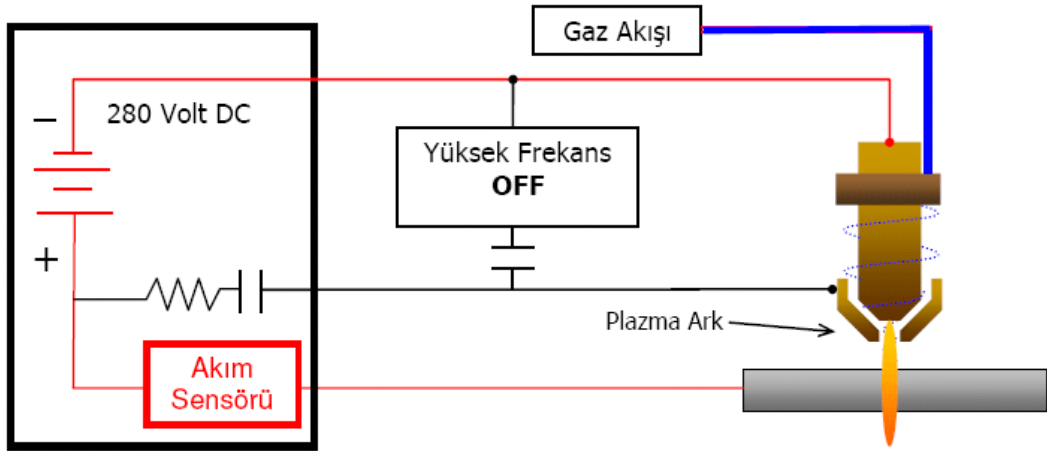 Gaz Akışı
−
280 Volt DC
Yüksek Frekans
OFF
+
Plazma Ark
Akım
Sensörü